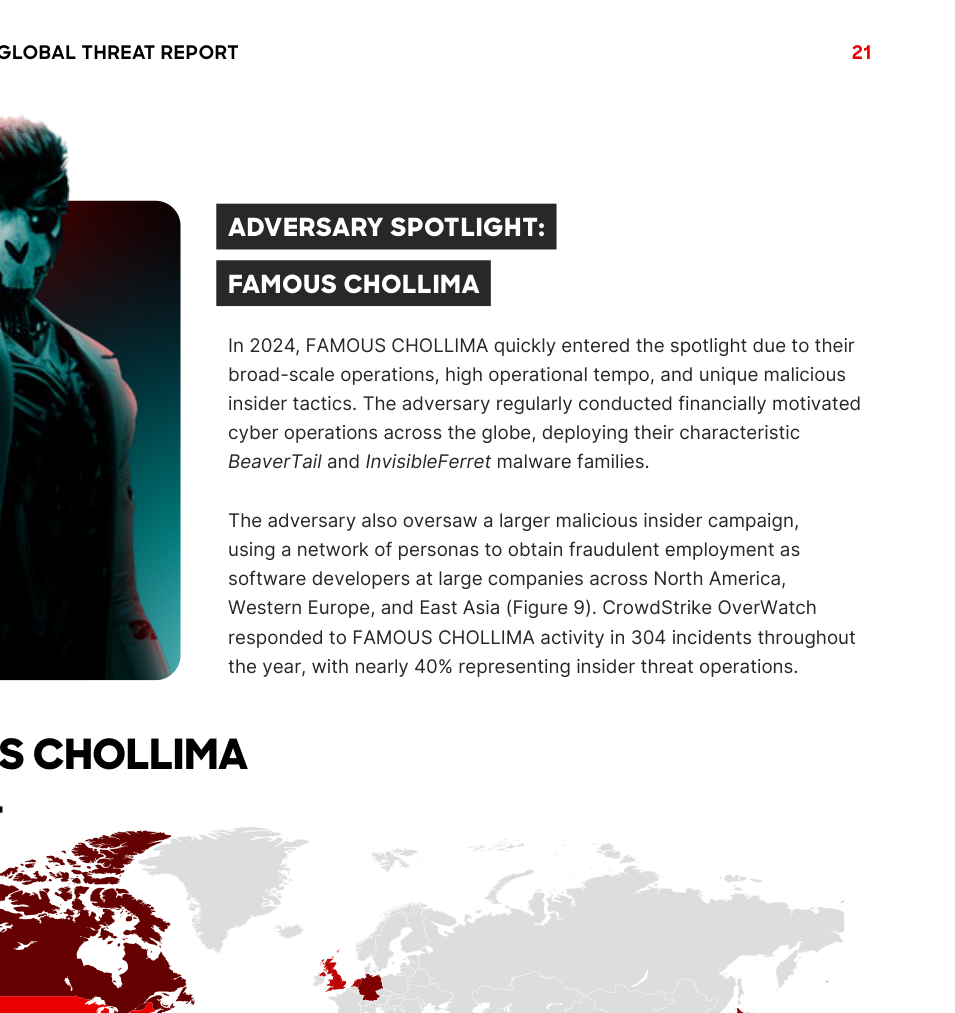 GLOBAL THREAT REPORT
21
ADVERSARY SPOTLIGHT:
FAMOUS CHOLLIMA
In 2024, FAMOUS CHOLLIMA quickly entered the spotlight due to their
broad-scale operations, high operational tempo, and unique malicious
insider tactics. The adversary regularly conducted financially motivated
cyber operations across the globe, deploying their characteristic
BeaverTail and InvisibleFerret malware families.
The adversary also oversaw a larger malicious insider campaign,
using a network of personas to obtain fraudulent employment as
software developers at large companies across North America,
Western Europe, and East Asia (Figure 9). CrowdStrike OverWatch
responded to FAMOUS CHOLLIMA activity in 304 incidents throughout
the year, with nearly 40% representing insider threat operations.
S CHOLLIMA